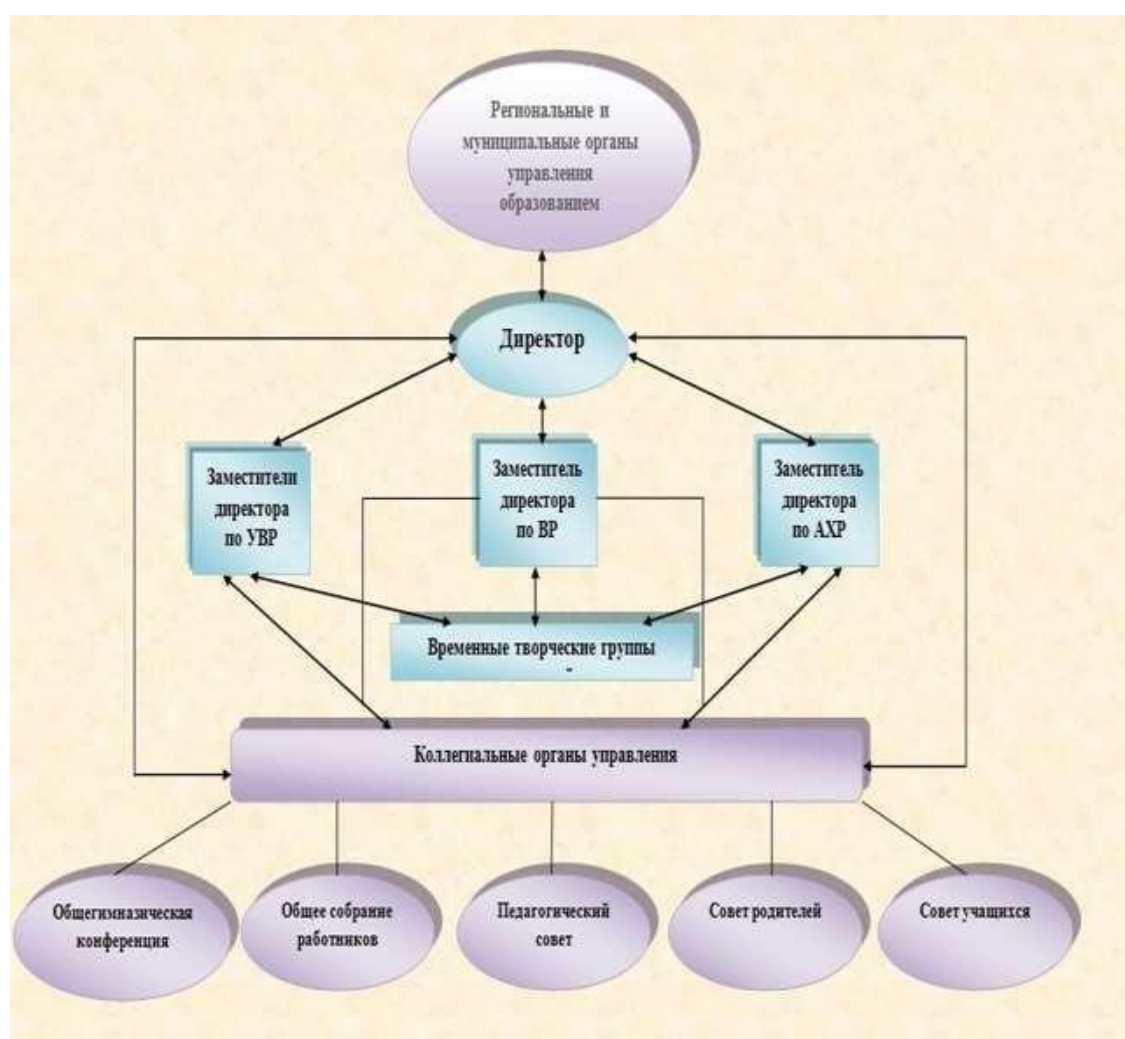 Региональные и
муниципальные органы
управления
образованием
Директор
Заместители
директора
по УВР
Заместитель
директора
по ВР
Заместитель
директора
по АХР
Временные творческие группы
Коллегиальные органы управления
Общегимназическая
конференция
Общее собрание
работников
Педагогический
совет
Совет родителей
Совет учащихся